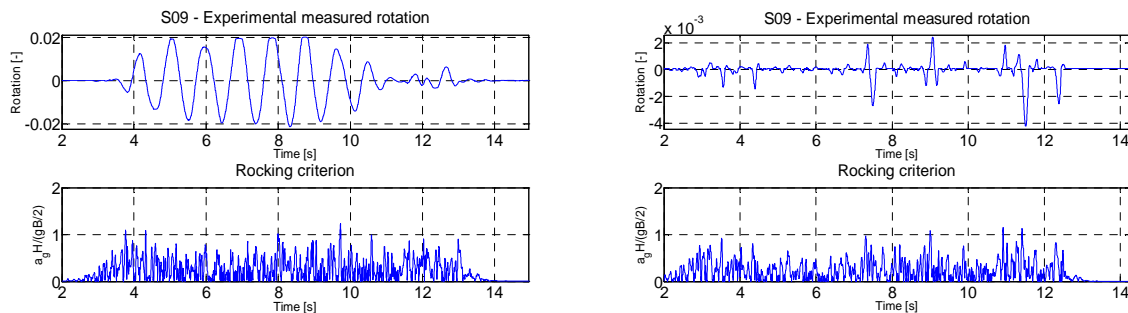 S09 - Experimental measured rotation
0.02
0
-0.02
Rotation [-]
2 4 6 8 10 12 14
Time [s]
Rocking criterion
2
1
0
a_g H/(gB/2)
2 4 6 8 10 12 14
Time [s]
S09 - Experimental measured rotation
x 10^-3
2
0
-2
-4
Rotation [-]
2 4 6 8 10 12 14
Time [s]
Rocking criterion
2
1
0
a_g H/(gB/2)
2 4 6 8 10 12 14
Time [s]